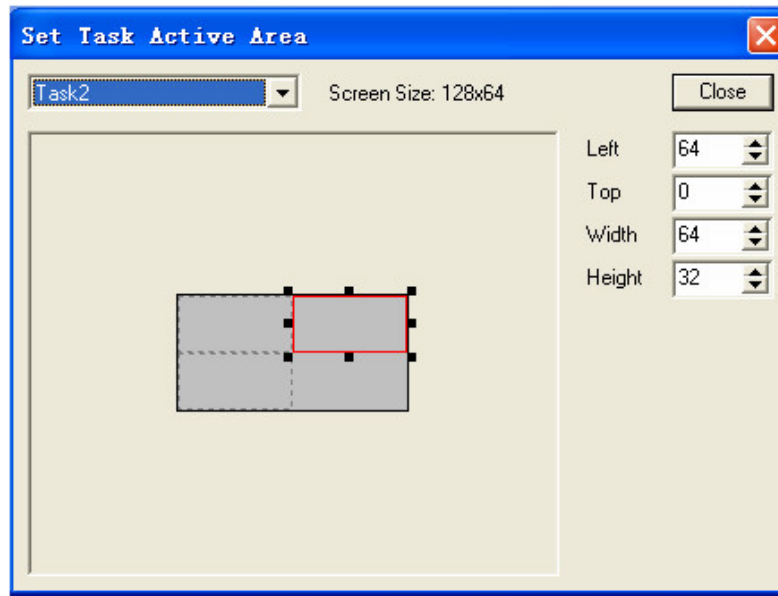 Set Task Active Area
Task2
Screen Size: 128x64
Close
Left 64
Top 0
Width 64
Height 32